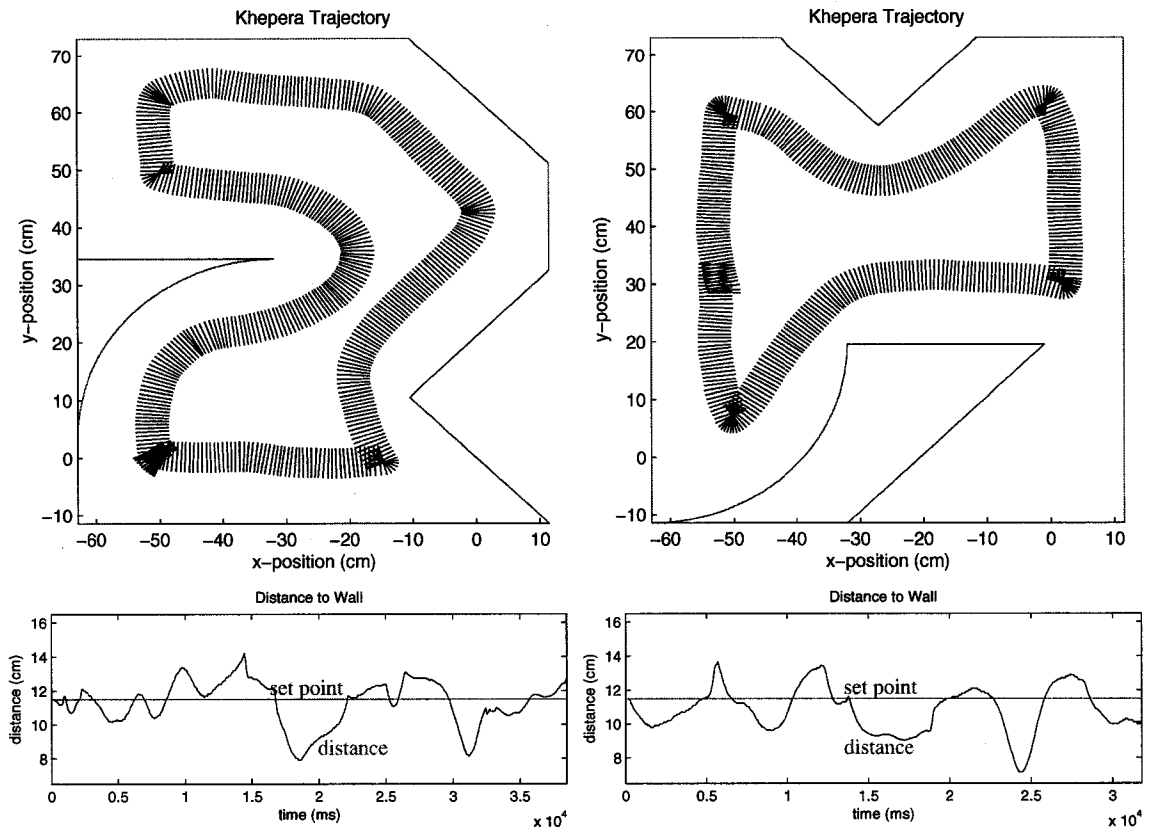 Khepera Trajectory
70
60
50
40
30
20
10
0
−10
y−position (cm)
−60 −50 −40 −30 −20 −10 0 10
x−position (cm)
Khepera Trajectory
70
60
50
40
30
20
10
0
−10
y−position (cm)
−60 −50 −40 −30 −20 −10 0 10
x−position (cm)
Distance to Wall
16
14
12
10
8
distance (cm)
set point
distance
0 0.5 1 1.5 2 2.5 3 3.5
time (ms)
x 10⁴
Distance to Wall
16
14
12
10
8
distance (cm)
set point
distance
0 0.5 1 1.5 2 2.5 3
time (ms)
x 10⁴